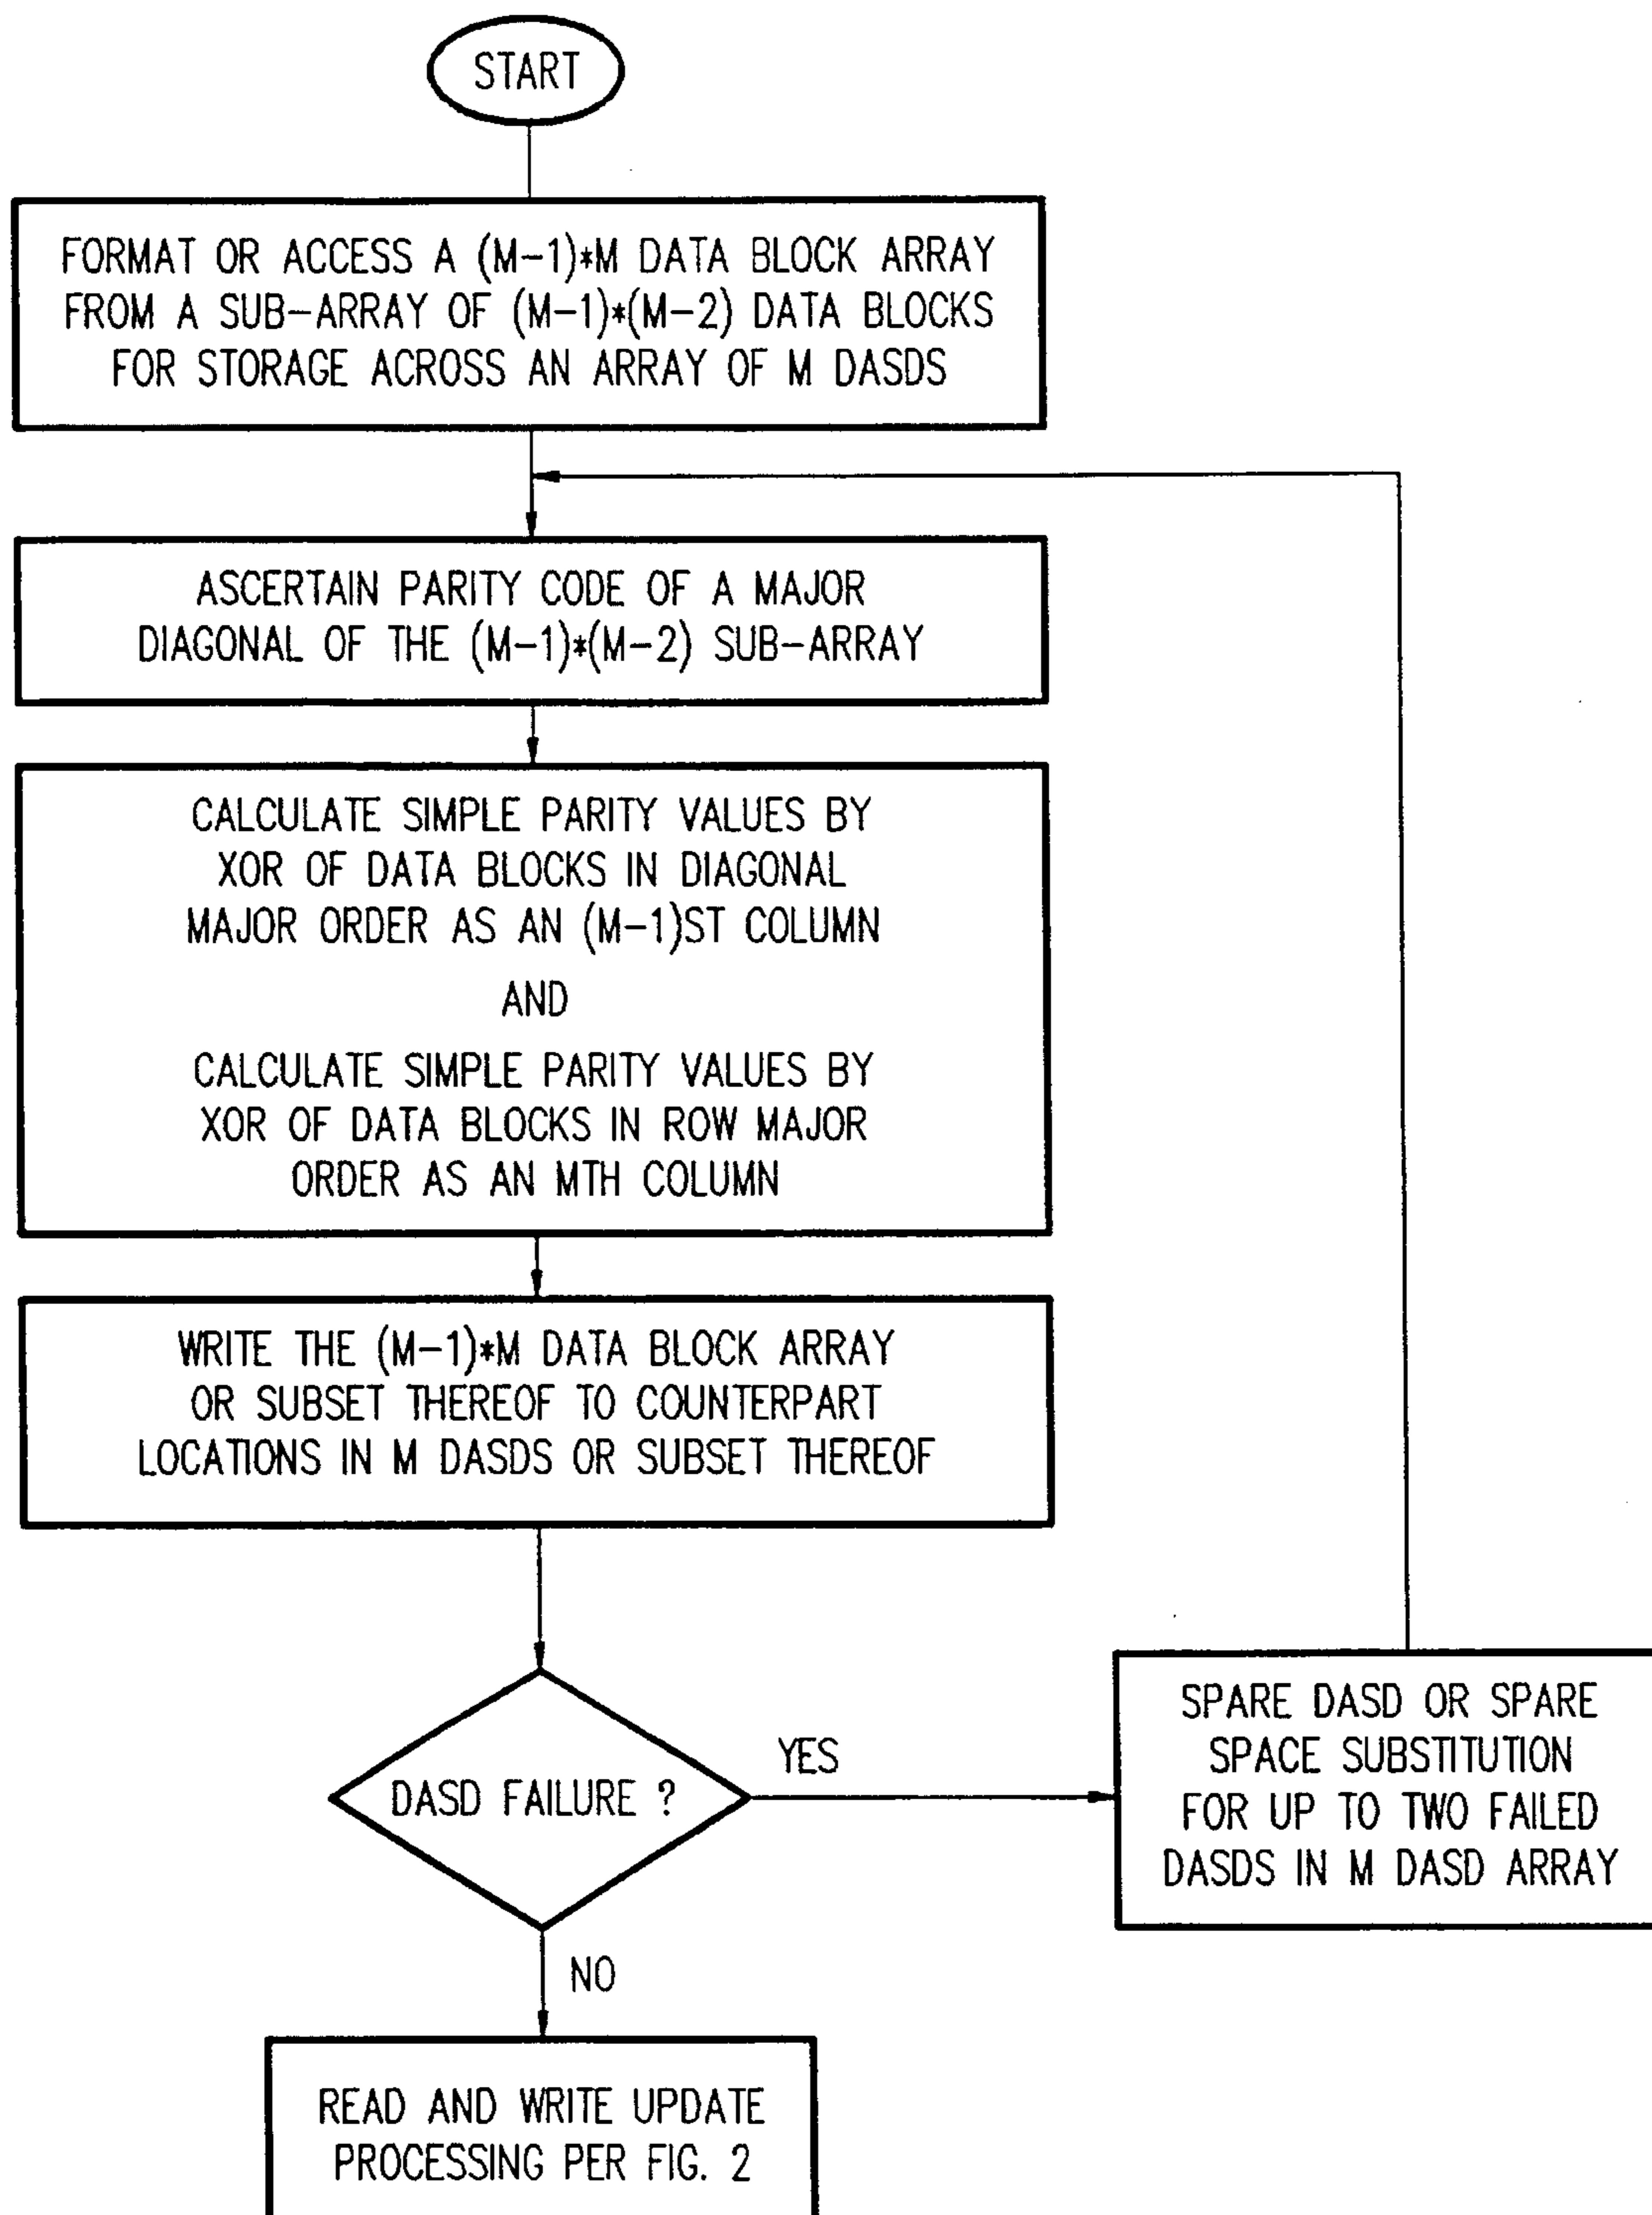 START
FORMAT OR ACCESS A (M-1)*M DATA BLOCK ARRAY
FROM A SUB-ARRAY OF (M-1)*(M-2) DATA BLOCKS
FOR STORAGE ACROSS AN ARRAY OF M DASDS
ASCERTAIN PARITY CODE OF A MAJOR
DIAGONAL OF THE (M-1)*(M-2) SUB-ARRAY
CALCULATE SIMPLE PARITY VALUES BY
XOR OF DATA BLOCKS IN DIAGONAL
MAJOR ORDER AS AN (M-1)ST COLUMN
AND
CALCULATE SIMPLE PARITY VALUES BY
XOR OF DATA BLOCKS IN ROW MAJOR
ORDER AS AN MTH COLUMN
WRITE THE (M-1)*M DATA BLOCK ARRAY
OR SUBSET THEREOF TO COUNTERPART
LOCATIONS IN M DASDS OR SUBSET THEREOF
DASD FAILURE ?
YES
SPARE DASD OR SPARE
SPACE SUBSTITUTION
FOR UP TO TWO FAILED
DASDS IN M DASD ARRAY
NO
READ AND WRITE UPDATE
PROCESSING PER FIG. 2